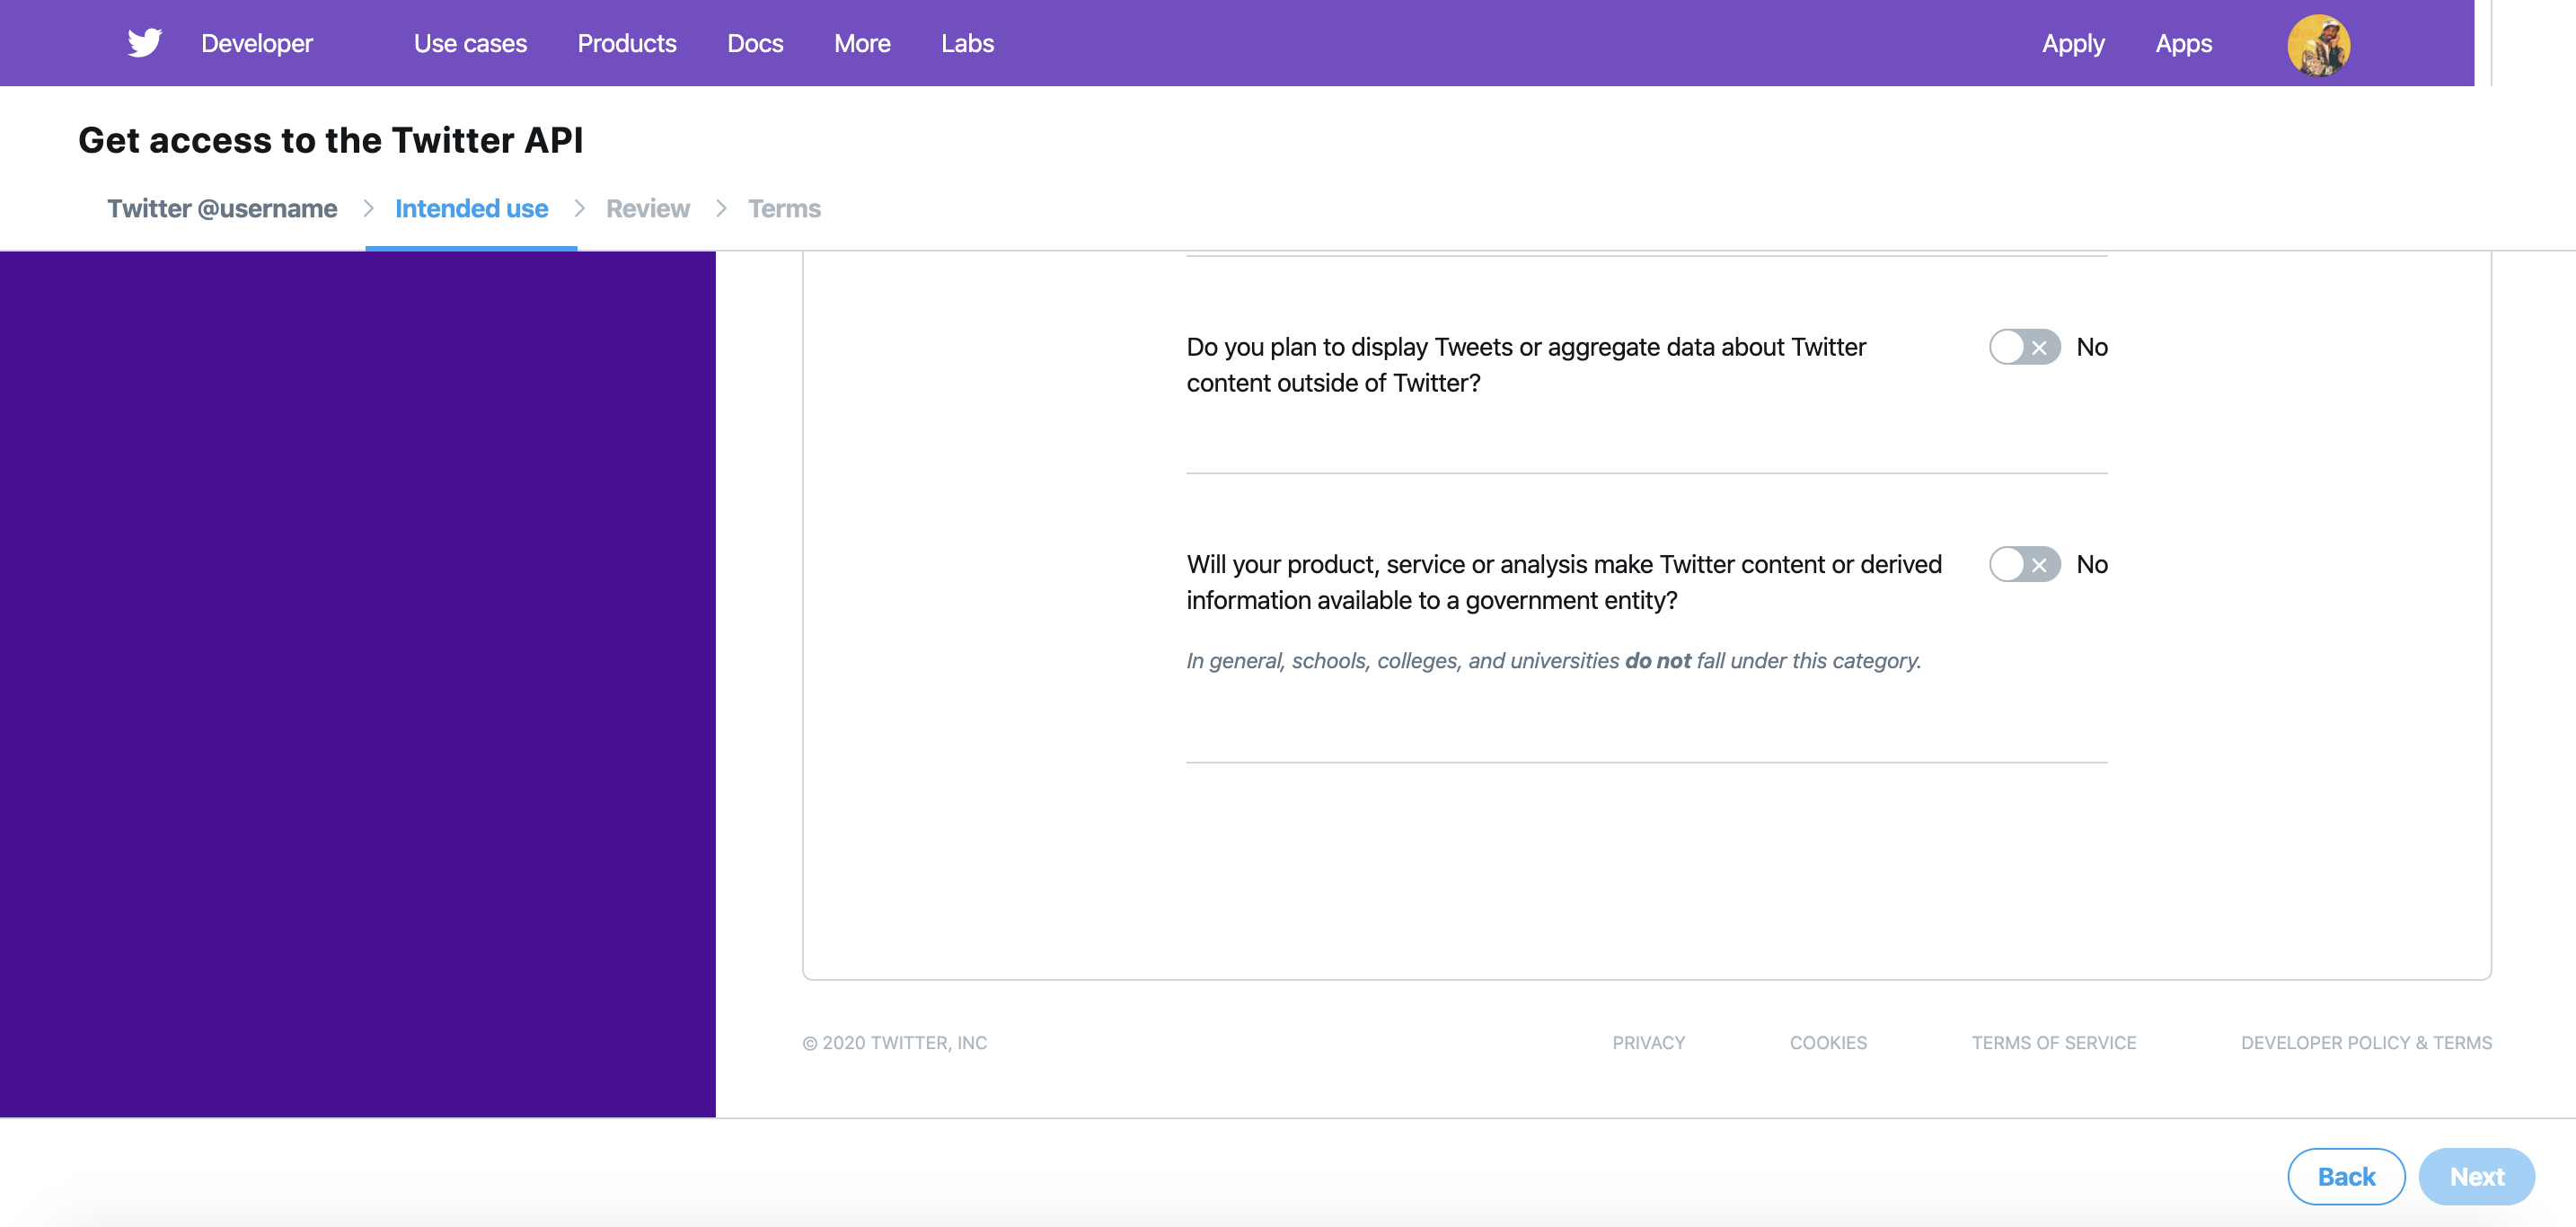 Developer Use cases Products Docs More Labs Apply Apps
Get access to the Twitter API
Twitter @username Intended use Review Terms
Do you plan to display Tweets or aggregate data about Twitter
content outside of Twitter?
No
Will your product, service or analysis make Twitter content or derived
information available to a government entity?
No
In general, schools, colleges, and universities do not fall under this category.
© 2020 TWITTER, INC PRIVACY COOKIES TERMS OF SERVICE DEVELOPER POLICY & TERMS
Back Next